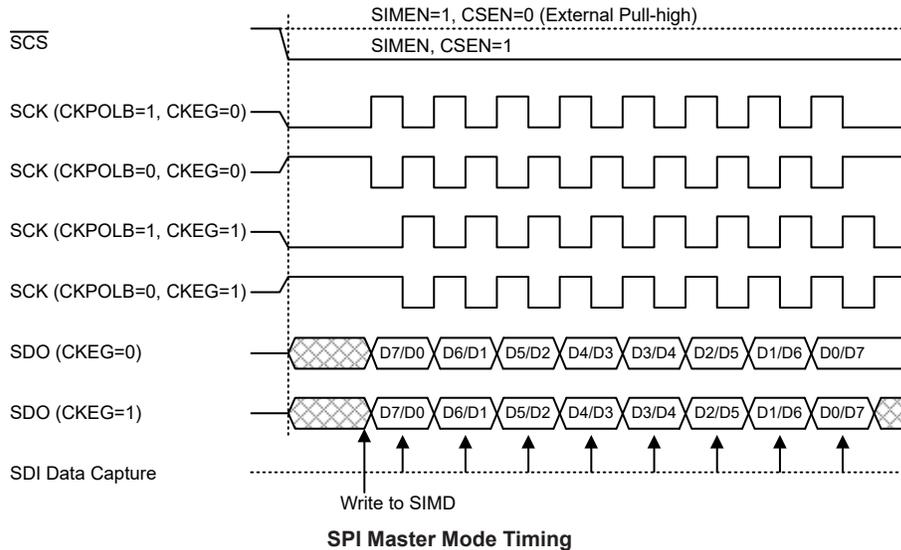 SIMEN=1, CSEN=0 (External Pull-high)
SCS
SIMEN, CSEN=1
SCK (CKPOLB=1, CKEG=0)
SCK (CKPOLB=0, CKEG=0)
SCK (CKPOLB=1, CKEG=1)
SCK (CKPOLB=0, CKEG=1)
SDO (CKEG=0) D7/D0 D6/D1 D5/D2 D4/D3 D3/D4 D2/D5 D1/D6 D0/D7
SDO (CKEG=1) D7/D0 D6/D1 D5/D2 D4/D3 D3/D4 D2/D5 D1/D6 D0/D7
SDI Data Capture
Write to SIMD
SPI Master Mode Timing